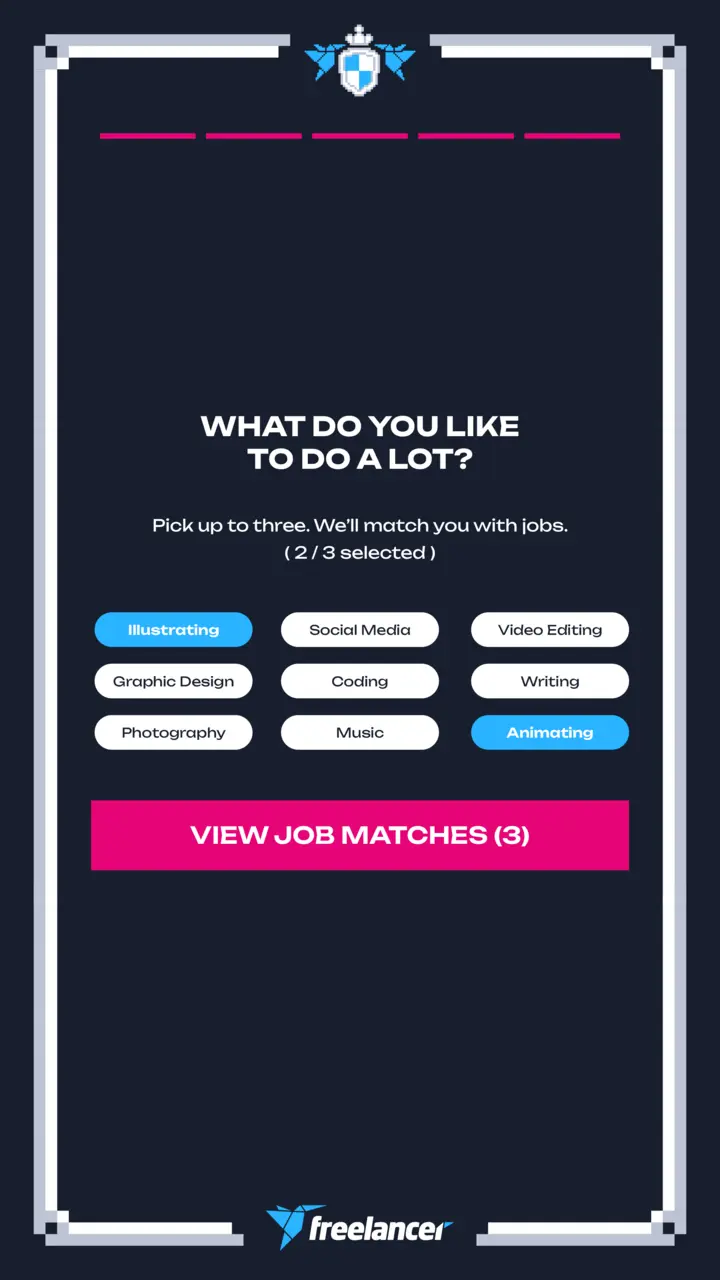 WHAT DO YOU LIKE
TO DO A LOT?
Pick up to three. We'll match you with jobs.
( 2 / 3 selected )
Illustrating
Social Media
Video Editing
Graphic Design
Coding
Writing
Photography
Music
Animating
VIEW JOB MATCHES (3)
freelancer